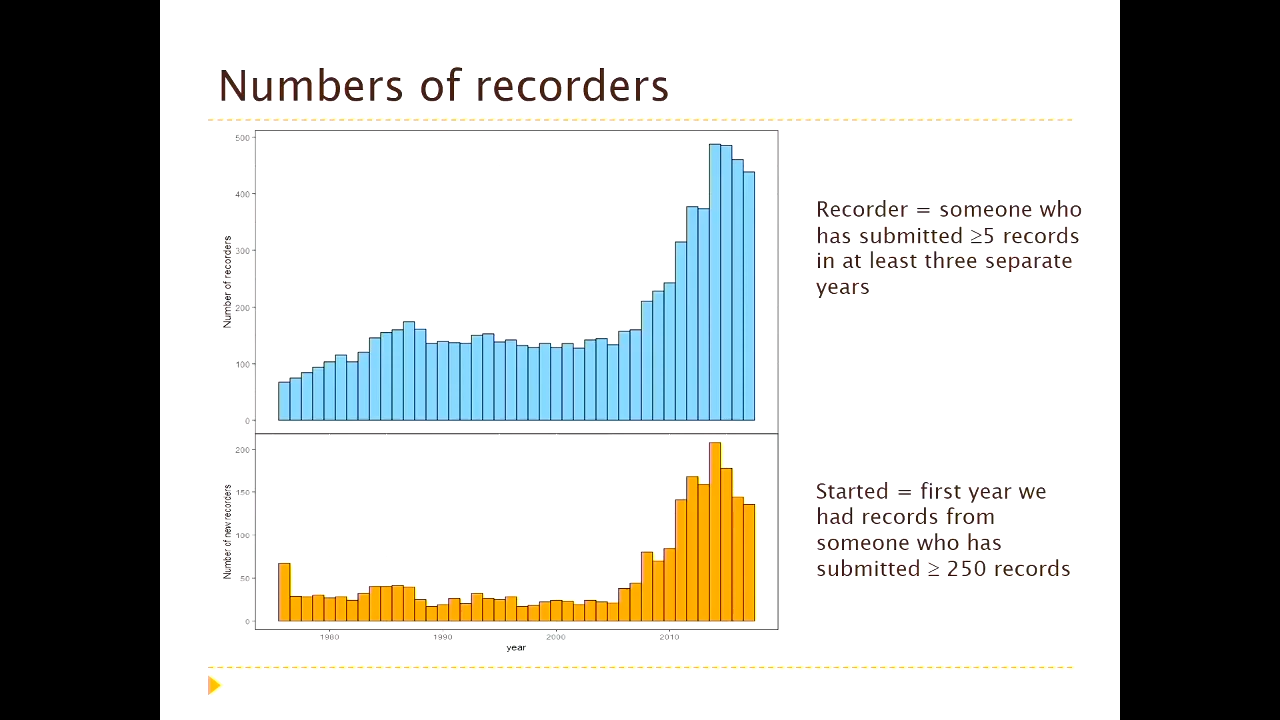 Numbers of recorders
500
400
300
200
100
0
Number of recorders
Recorder = someone who
has submitted ≥5 records
in at least three separate
years
200
150
100
50
0
Number of new recorders
1980 1990 2000 2010
year
Started = first year we
had records from
someone who has
submitted ≥ 250 records